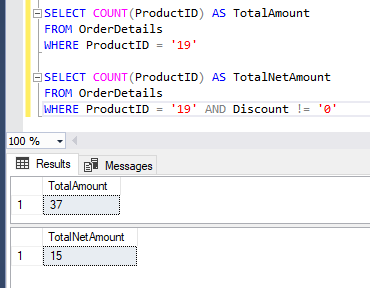 SELECT COUNT(ProductID) AS TotalAmount
FROM OrderDetails
WHERE ProductID = '19'
SELECT COUNT(ProductID) AS TotalNetAmount
FROM OrderDetails
WHERE ProductID = '19' AND Discount != '0'
100 %
Results Messages
TotalAmount
1 37
TotalNetAmount
1 15